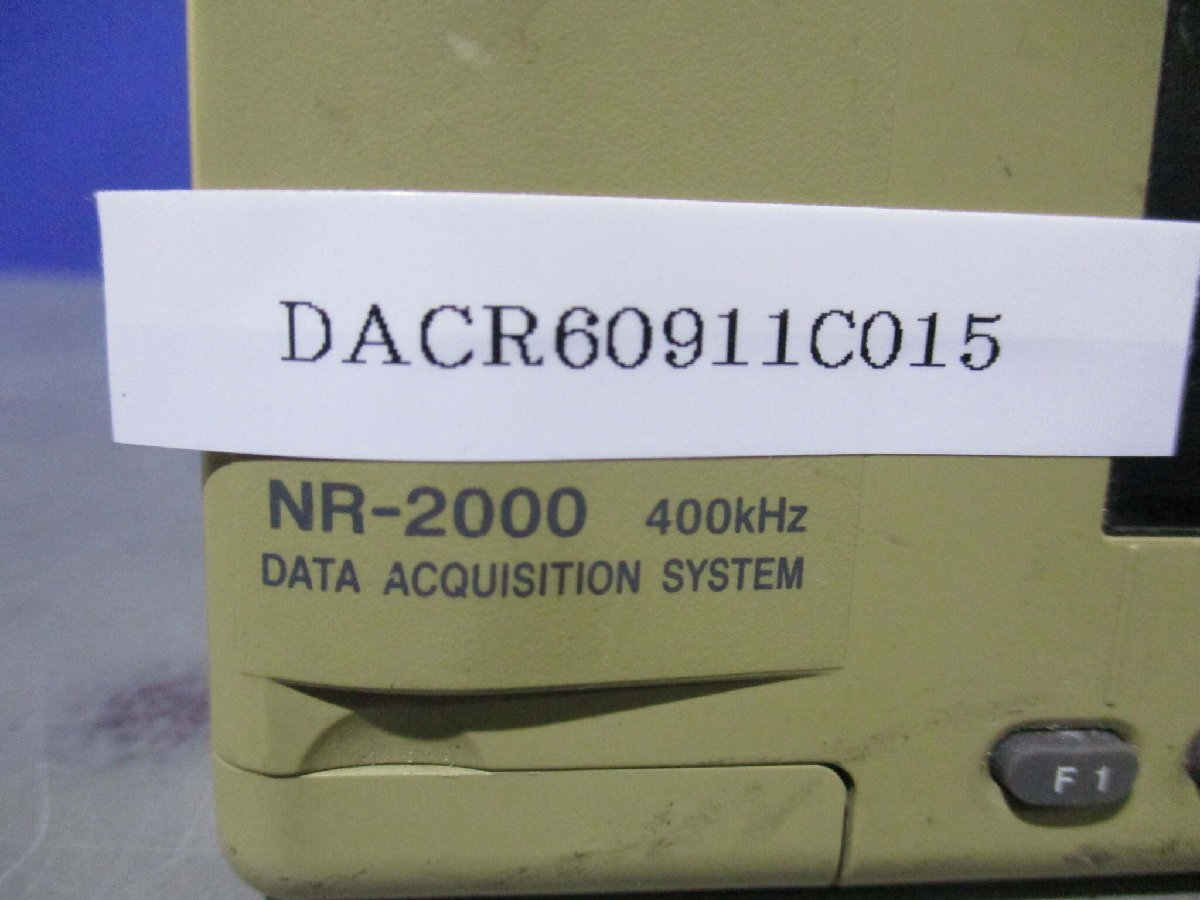 DACR60911C015
NR-2000 400kHz
DATA ACQUISITION SYSTEM
F1